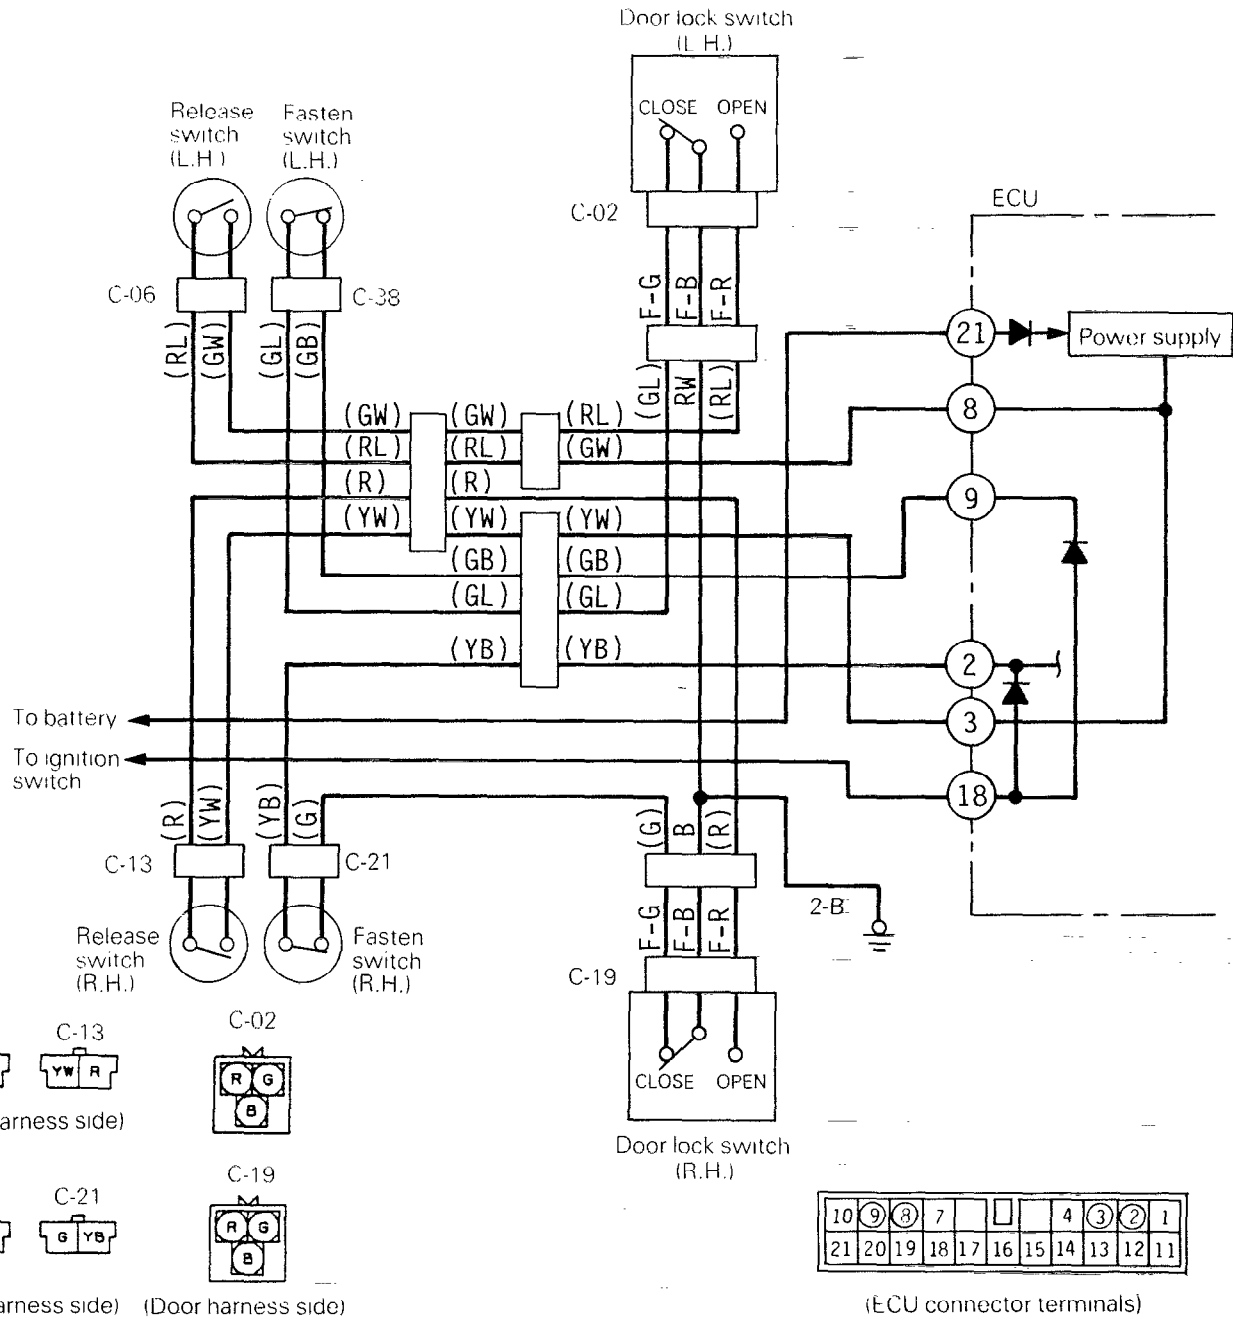 Door lock switch
(L.H.)
CLOSE OPEN
Release
switch
(L.H.)
Fasten
switch
(L.H.)
C-02
ECU
C-06
C-38
F-G F-B F-R
(RL) (GW) (GL) (GB)
21
Power supply
(GL) RW (RL)
8
(GW) (GW) (RL)
(RL) (RL) (GW)
(R) (R)
9
(YW) (YW) (YW)
(GB) (GB)
(GL) (GL)
(YB) (YB)
2
To battery
3
To ignition
switch
18
(R) (YW) (YB) (G)
(G) B (R)
C-13
C-21
2-B
F-G F-B F-R
Release
switch
(R.H.)
Fasten
switch
(R.H.)
C-19
CLOSE OPEN
Door lock switch
(R.H.)
C-13
YW R
arness side)
C-02
R G
B
C-21
G YB
arness side)
C-19
R G
B
(Door harness side)
10 9 8 7 4 3 2 1
21 20 19 18 17 16 15 14 13 12 11
(ECU connector terminals)